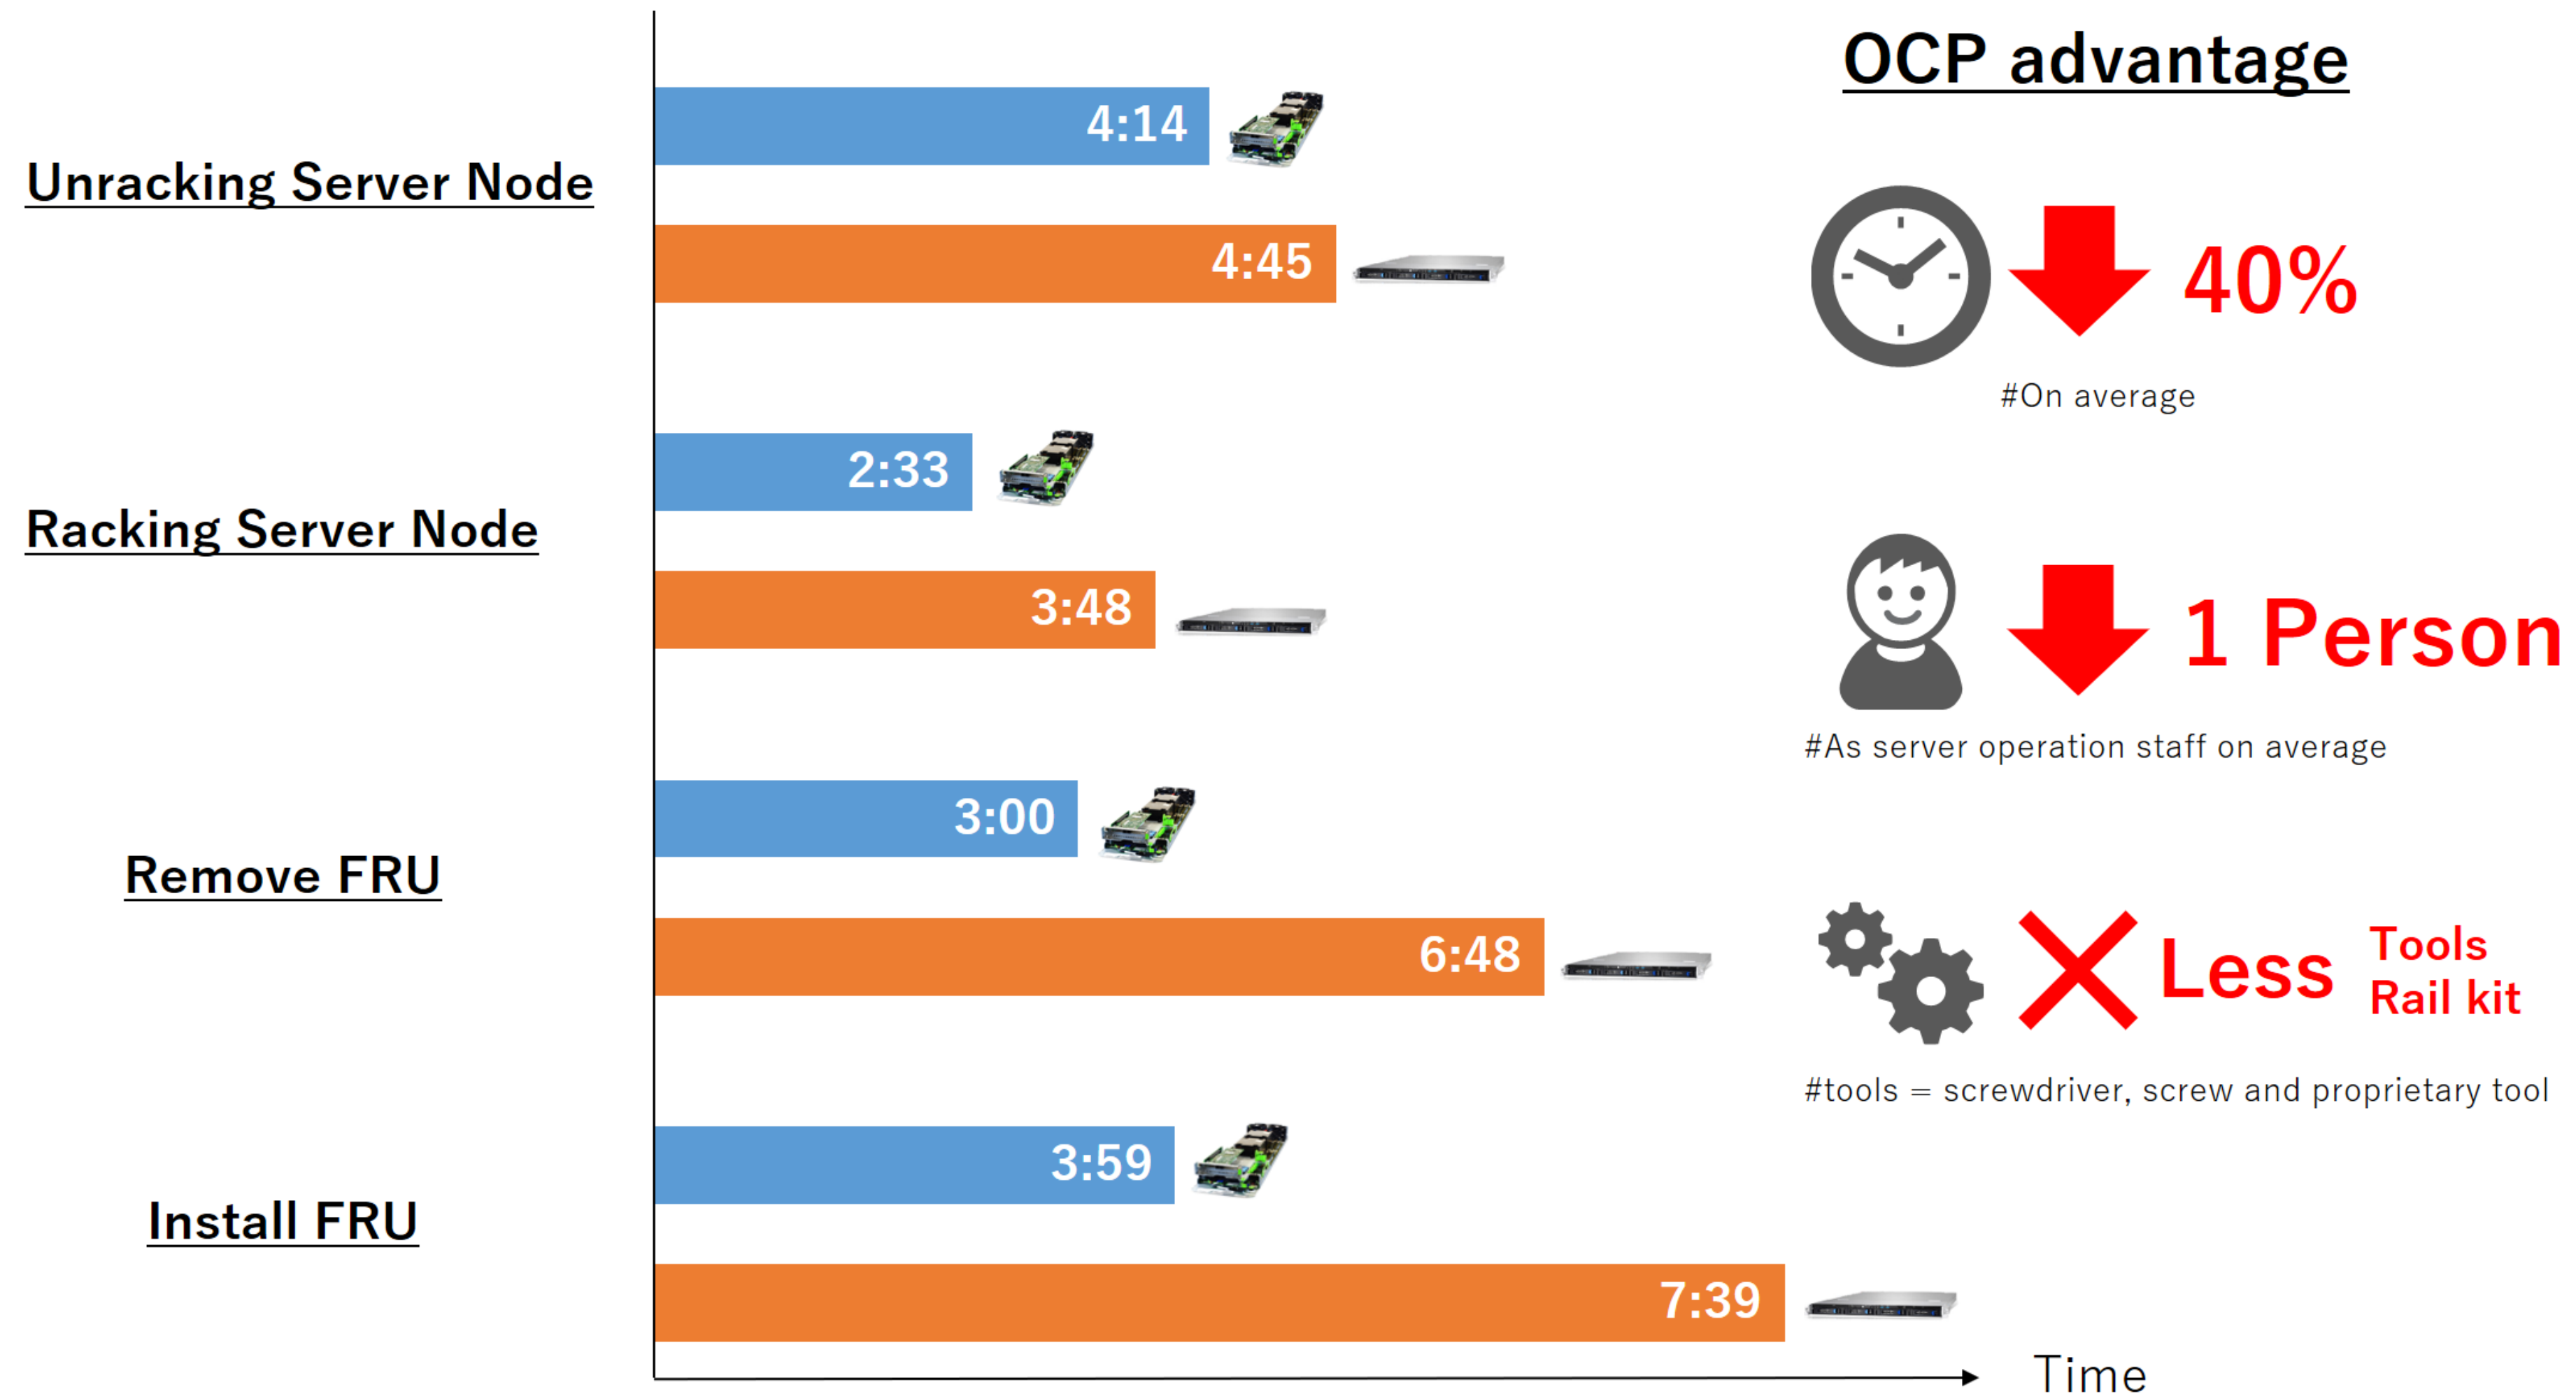 OCP advantage
Unracking Server Node
4:14
4:45
Racking Server Node
2:33
3:48
Remove FRU
3:00
6:48
Install FRU
3:59
7:39
Time
40%
#On average
1 Person
#As server operation staff on average
Less
Tools
Rail kit
#tools = screwdriver, screw and proprietary tool